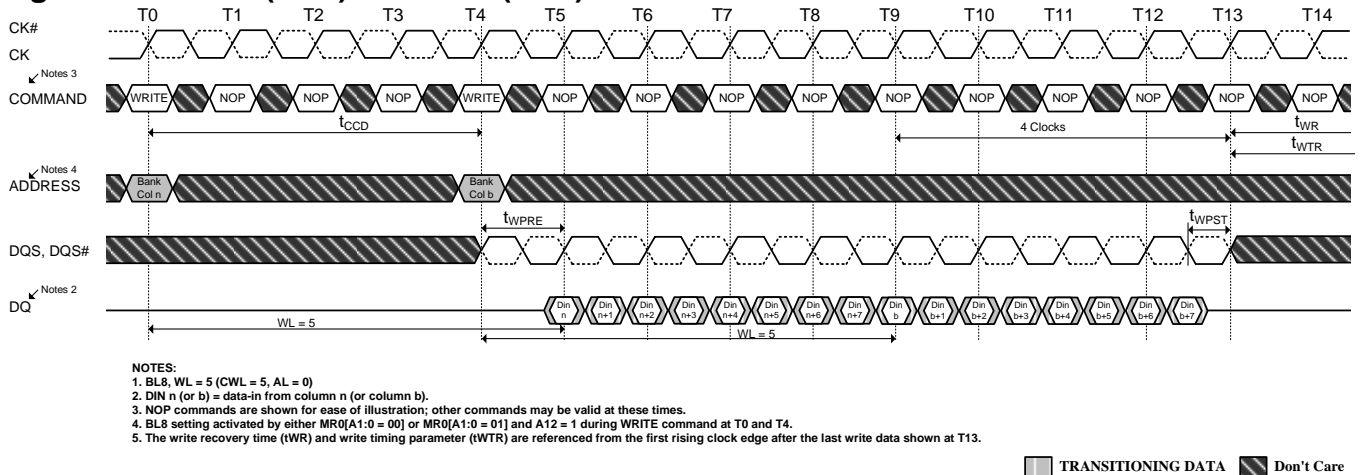 T0 T1 T2 T3 T4 T5 T6 T7 T8 T9 T10 T11 T12 T13 T14
CK#
CK
Notes 3
COMMAND
WRITE NOP NOP NOP WRITE NOP NOP NOP NOP NOP NOP NOP NOP NOP NOP
tCCD
4 Clocks
tWR
tWTR
Notes 4
ADDRESS
Bank Col n
Bank Col b
tWPRE
tWPST
DQS, DQS#
Notes 2
DQ
Din n
Din n+1
Din n+2
Din n+3
Din n+4
Din n+5
Din n+6
Din n+7
Din b
Din b+1
Din b+2
Din b+3
Din b+4
Din b+5
Din b+6
Din b+7
WL = 5
WL = 5
NOTES:
1. BL8, WL = 5 (CWL = 5, AL = 0)
2. DIN n (or b) = data-in from column n (or column b).
3. NOP commands are shown for ease of illustration; other commands may be valid at these times.
4. BL8 setting activated by either MR0[A1:0 = 00] or MR0[A1:0 = 01] and A12 = 1 during WRITE command at T0 and T4.
5. The write recovery time (tWR) and write timing parameter (tWTR) are referenced from the first rising clock edge after the last write data shown at T13.
TRANSITIONING DATA
Don't Care